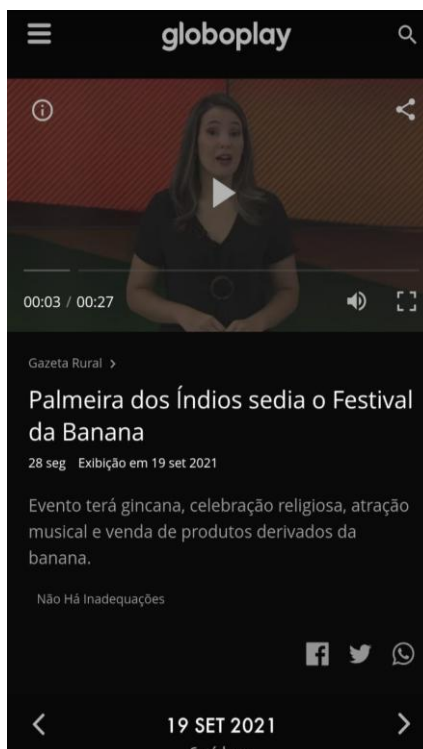 globoplay
00:03 / 00:27
Gazeta Rural >
Palmeira dos Índios sedia o Festival
da Banana
28 seg Exibição em 19 set 2021
Evento terá gincana, celebração religiosa, atração
musical e venda de produtos derivados da
banana.
Não Há Inadequações
19 SET 2021